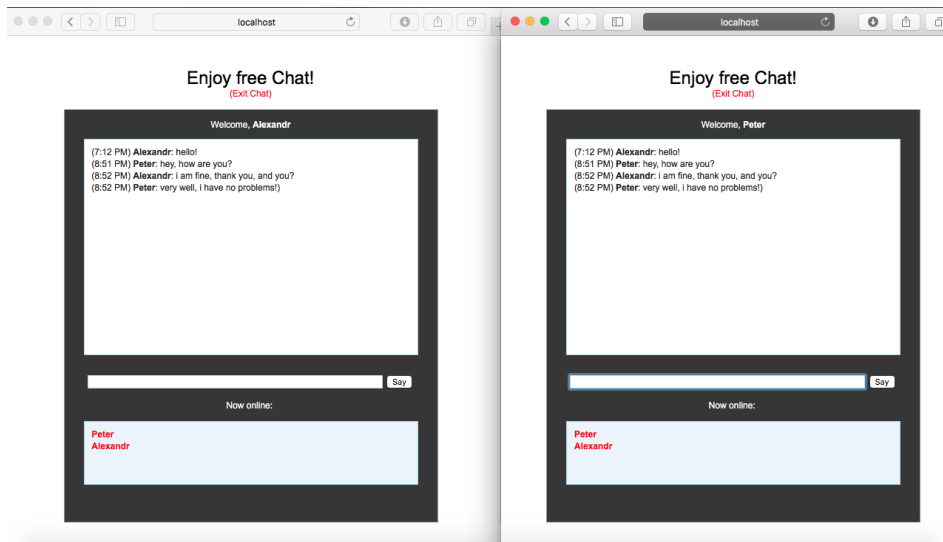 localhost
Enjoy free Chat!
(Exit Chat)
Welcome, Alexandr
(7:12 PM) Alexandr: hello!
(8:51 PM) Peter: hey, how are you?
(8:52 PM) Alexandr: i am fine, thank you, and you?
(8:52 PM) Peter: very well, i have no problems!)
Say
Now online:
Peter
Alexandr
localhost
Enjoy free Chat!
(Exit Chat)
Welcome, Peter
(7:12 PM) Alexandr: hello!
(8:51 PM) Peter: hey, how are you?
(8:52 PM) Alexandr: i am fine, thank you, and you?
(8:52 PM) Peter: very well, i have no problems!)
Say
Now online:
Peter
Alexandr